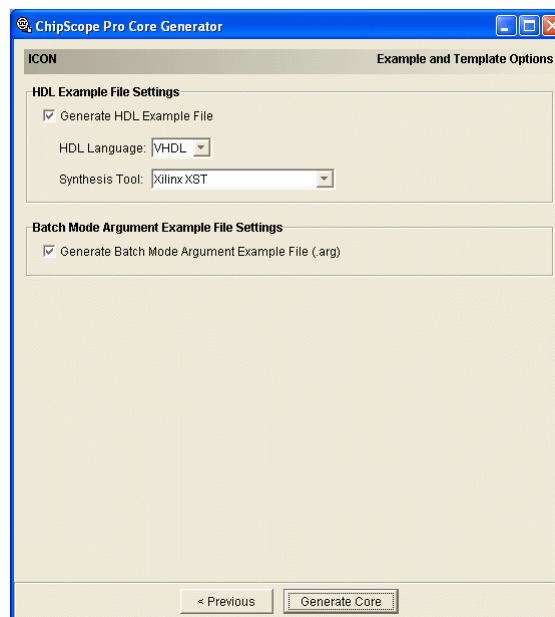 ChipScope Pro Core Generator
ICON Example and Template Options
HDL Example File Settings
Generate HDL Example File
HDL Language: VHDL
Synthesis Tool: Xilinx XST
Batch Mode Argument Example File Settings
Generate Batch Mode Argument Example File (.arg)
< Previous Generate Core